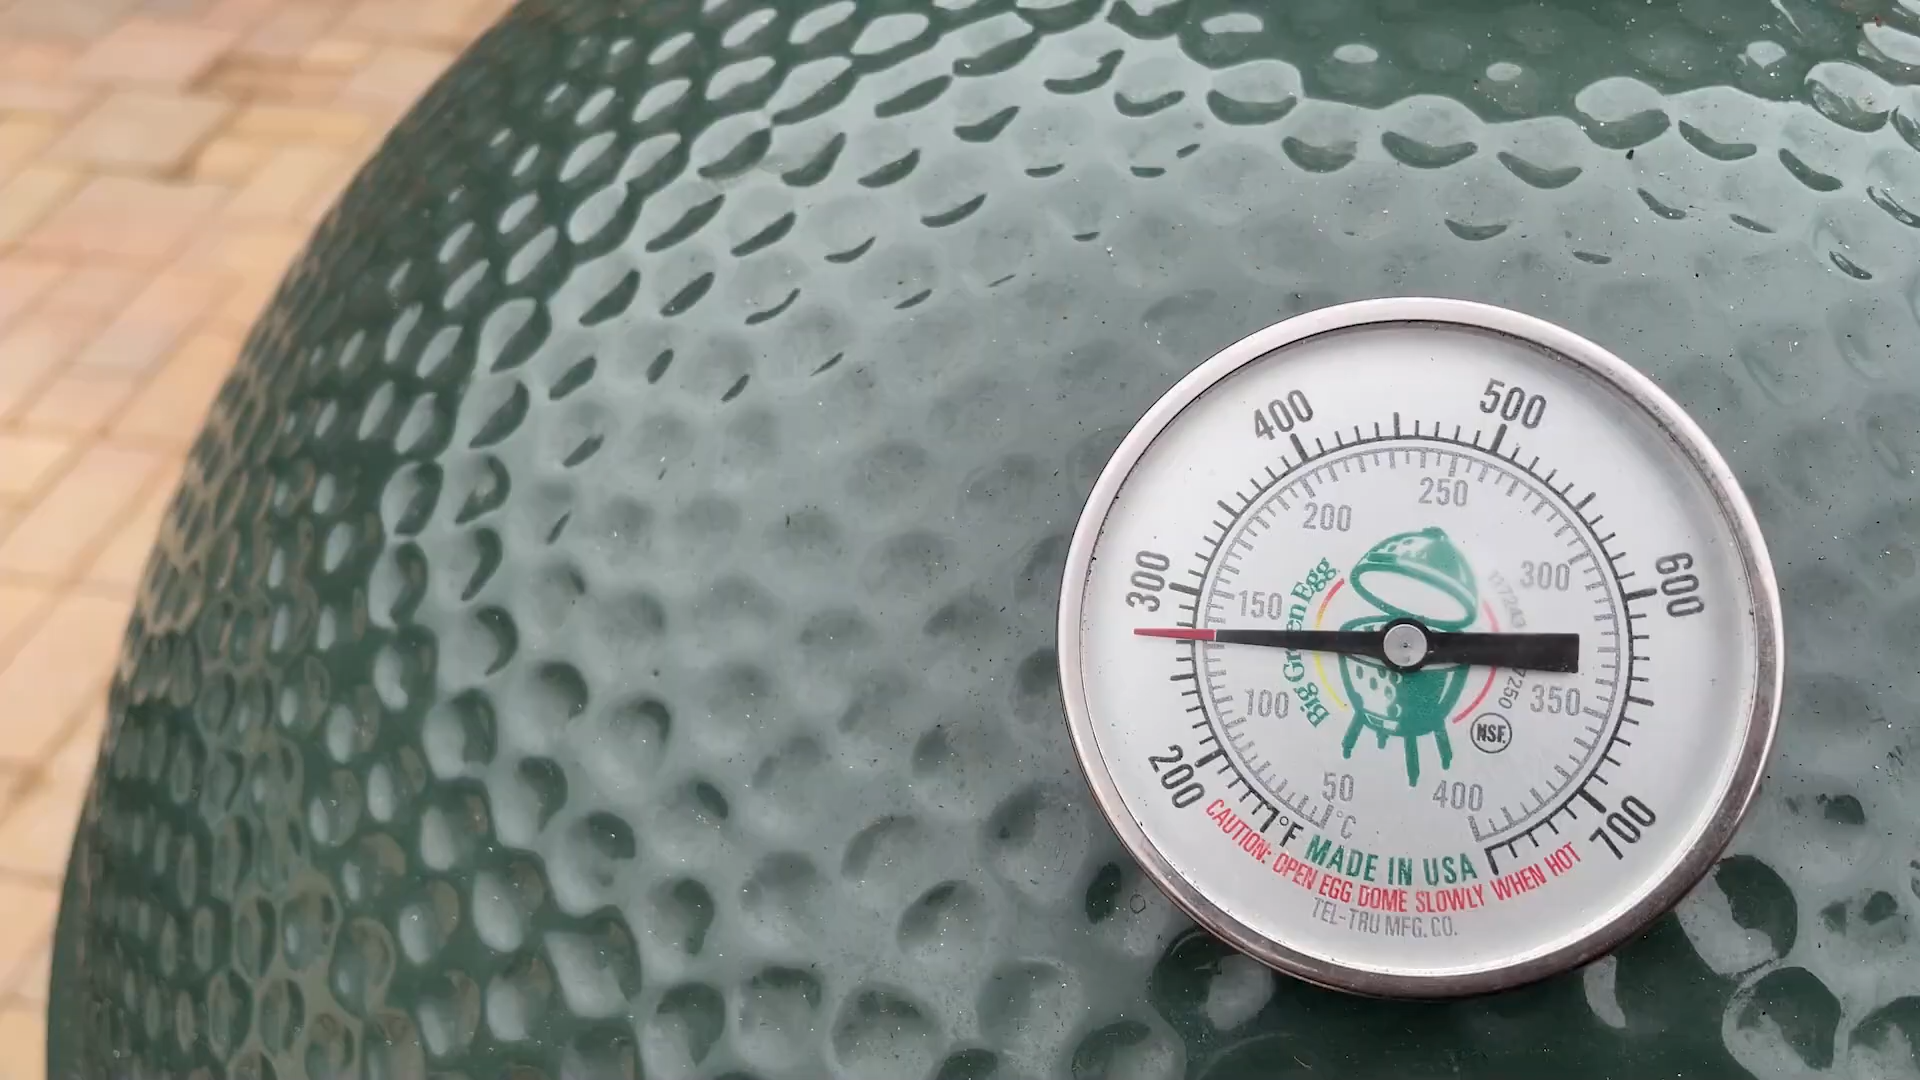 400
500
300
600
200
700
200
250
150
300
100
350
50
400
Big Green Egg
NSF
°F
°C
MADE IN USA
CAUTION: OPEN EGG DOME SLOWLY WHEN HOT
TEL-TRU MFG. CO.